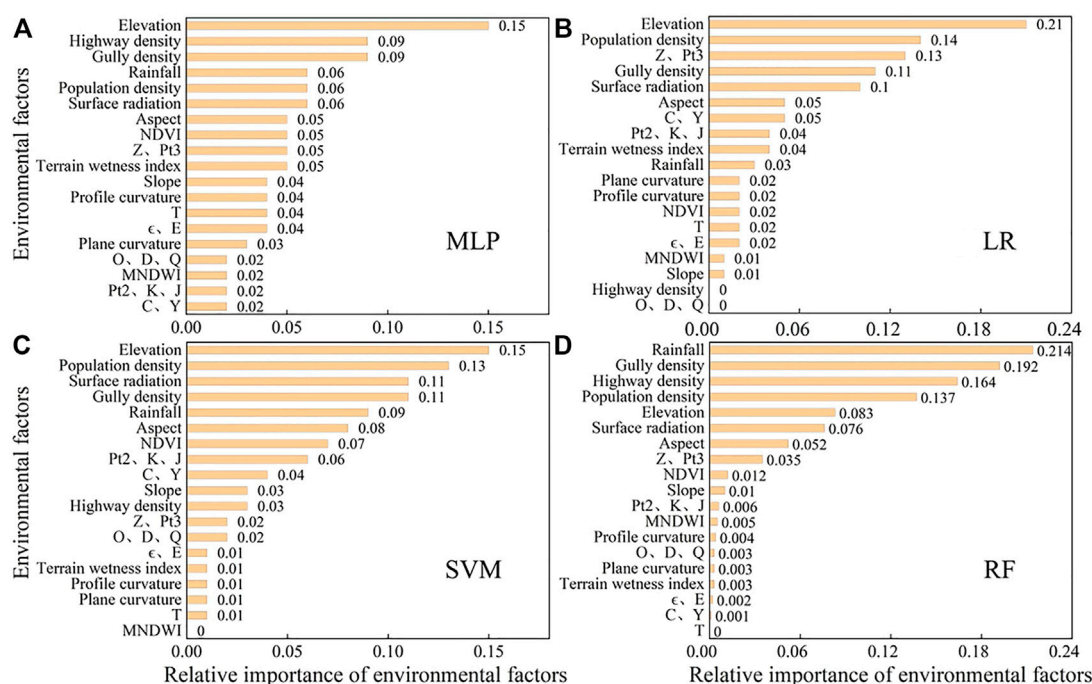 A
Environmental factors
Elevation 0.15
Highway density 0.09
Gully density 0.09
Rainfall 0.06
Population density 0.06
Surface radiation 0.06
Aspect 0.05
NDVI 0.05
Z、Pt3 0.05
Terrain wetness index 0.05
Slope 0.04
Profile curvature 0.04
T 0.04
ϵ、E 0.04
Plane curvature 0.03
O、D、Q 0.02
MNDWI 0.02
Pt2、K、J 0.02
C、Y 0.02
MLP
0.00 0.05 0.10 0.15
B
Elevation 0.21
Population density 0.14
Z、Pt3 0.13
Gully density 0.11
Surface radiation 0.1
Aspect 0.05
C、Y 0.05
Pt2、K、J 0.04
Terrain wetness index 0.04
Rainfall 0.03
Plane curvature 0.02
Profile curvature 0.02
NDVI 0.02
T 0.02
ϵ、E 0.02
MNDWI 0.01
Slope 0.01
Highway density 0
O、D、Q 0
LR
0.00 0.06 0.12 0.18 0.24
C
Environmental factors
Elevation 0.15
Population density 0.13
Surface radiation 0.11
Gully density 0.11
Rainfall 0.09
Aspect 0.08
NDVI 0.07
Pt2、K、J 0.06
C、Y 0.04
Slope 0.03
Highway density 0.03
Z、Pt3 0.02
O、D、Q 0.02
ϵ、E 0.01
Terrain wetness index 0.01
Profile curvature 0.01
Plane curvature 0.01
T 0.01
MNDWI 0
SVM
0.00 0.05 0.10 0.15
Relative importance of environmental factors
D
Rainfall 0.214
Gully density 0.192
Highway density 0.164
Population density 0.137
Elevation 0.083
Surface radiation 0.076
Aspect 0.052
Z、Pt3 0.035
NDVI 0.012
Slope 0.01
Pt2、K、J 0.006
MNDWI 0.005
Profile curvature 0.004
O、D、Q 0.003
Plane curvature 0.003
Terrain wetness index 0.003
ϵ、E 0.002
C、Y 0.001
T 0
RF
0.00 0.06 0.12 0.18 0.24
Relative importance of environmental factors